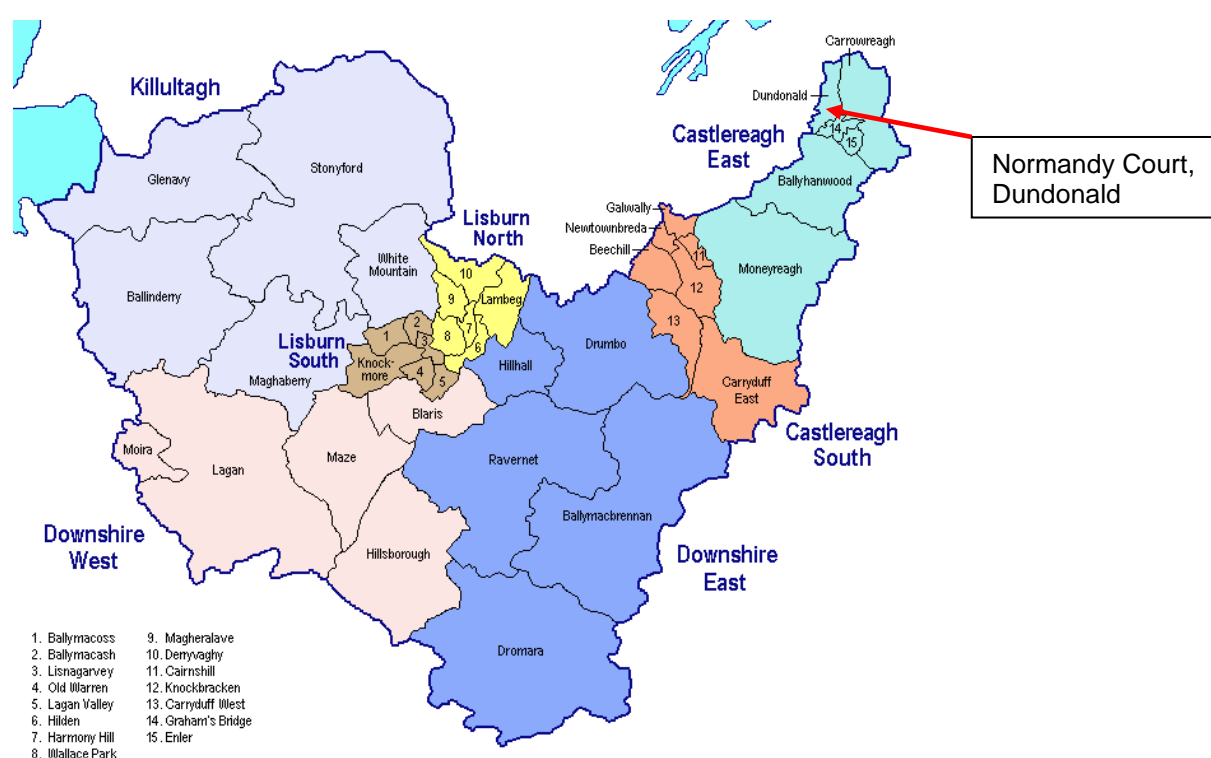 Carrowreagh
Killultagh
Dundonald
Castlereagh
East
14
15
Normandy Court,
Dundonald
Stonyford
Glenavy
Ballyhanwood
Galwally
Lisburn
North
Newtownbreda
Beechill
11
White
Mountain
10
Moneyreagh
Ballinderry
9
Lambeg
12
2
7
13
Lisburn
South
1
3
8
6
Drumbo
Knock-
more
4
Hillhall
Maghaberry
5
Carryduff
East
Blaris
Castlereagh
South
Moira
Maze
Ravernet
Lagan
Ballymacbrennan
Downshire
West
Hillsborough
Downshire
East
Dromara
1. Ballymacoss
2. Ballymacash
3. Lisnagarvey
4. Old Warren
5. Lagan Valley
6. Hilden
7. Harmony Hill
8. Wallace Park
9. Magheralave
10. Derryvaghy
11. Cairnshill
12. Knockbracken
13. Carryduff West
14. Graham's Bridge
15. Enler